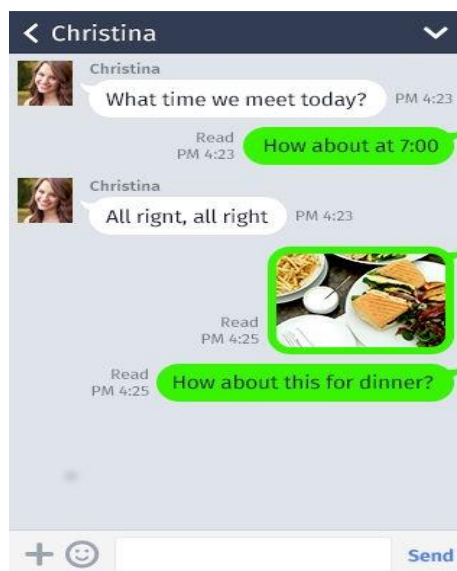 Christina
Christina
What time we meet today? PM 4:23
Read
PM 4:23 How about at 7:00
Christina
All rignt, all right PM 4:23
Read
PM 4:25
Read
PM 4:25 How about this for dinner?
Send